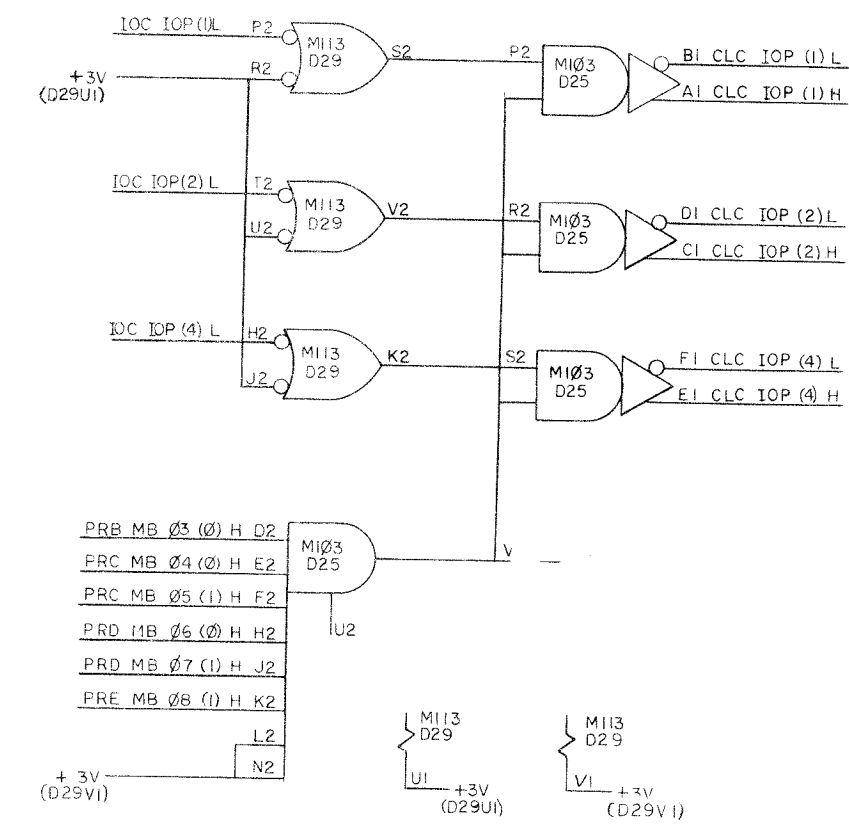 IOC IOP(1)L P2
M113
D29
S2
P2
M1Ø3
D25
B1 CLC IOP (1) L
A1 CLC IOP (1) H
+3V
(D29U1)
R2
IOC IOP(2) L T2
M113
D29
V2
R2
M1Ø3
D25
D1 CLC IOP (2) L
C1 CLC IOP (2) H
U2
IOC IOP(4) L H2
M113
D29
K2
S2
M1Ø3
D25
F1 CLC IOP (4) L
E1 CLC IOP (4) H
J2
PRB MB Ø3 (0) H D2
PRC MB Ø4 (0) H E2
PRC MB Ø5 (1) H F2
PRD MB Ø6 (Ø) H H2
PRD MB Ø7 (1) H J2
PRE MB Ø8 (1) H K2
L2
N2
+ 3V
(D29V1)
M1Ø3
D25
U2
V
M113
D29
U1
+3V
(D29U1)
M113
D29
V1
+3V
(D29V1)